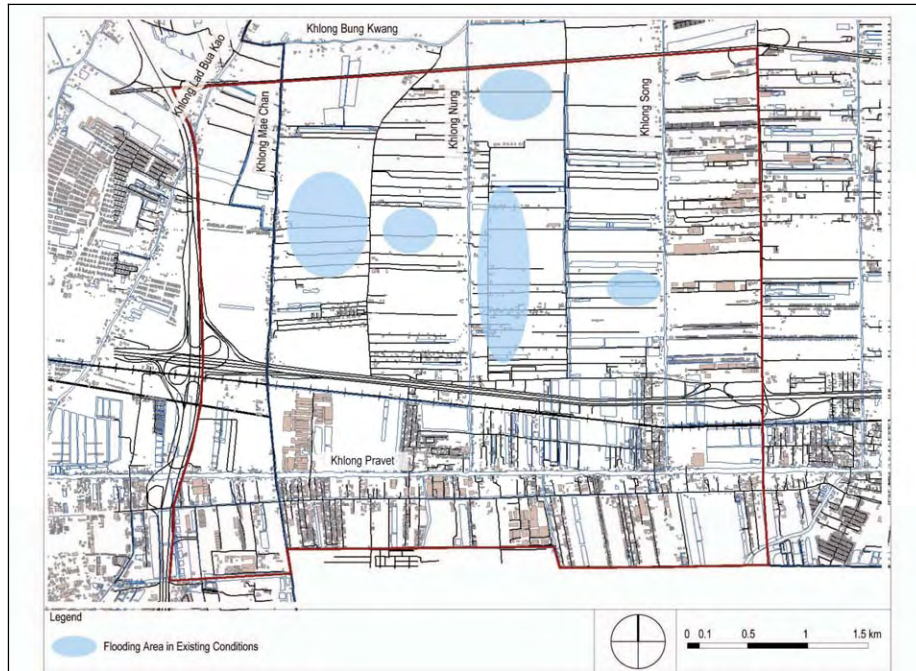 Khlong Bung Kwang
Khlong Lad Bua Kao
Khlong Mae Chan
Khlong Nung
Khlong Song
Khlong Pravet
Legend
Flooding Area in Existing Conditions
0 0.1 0.5 1 1.5 km